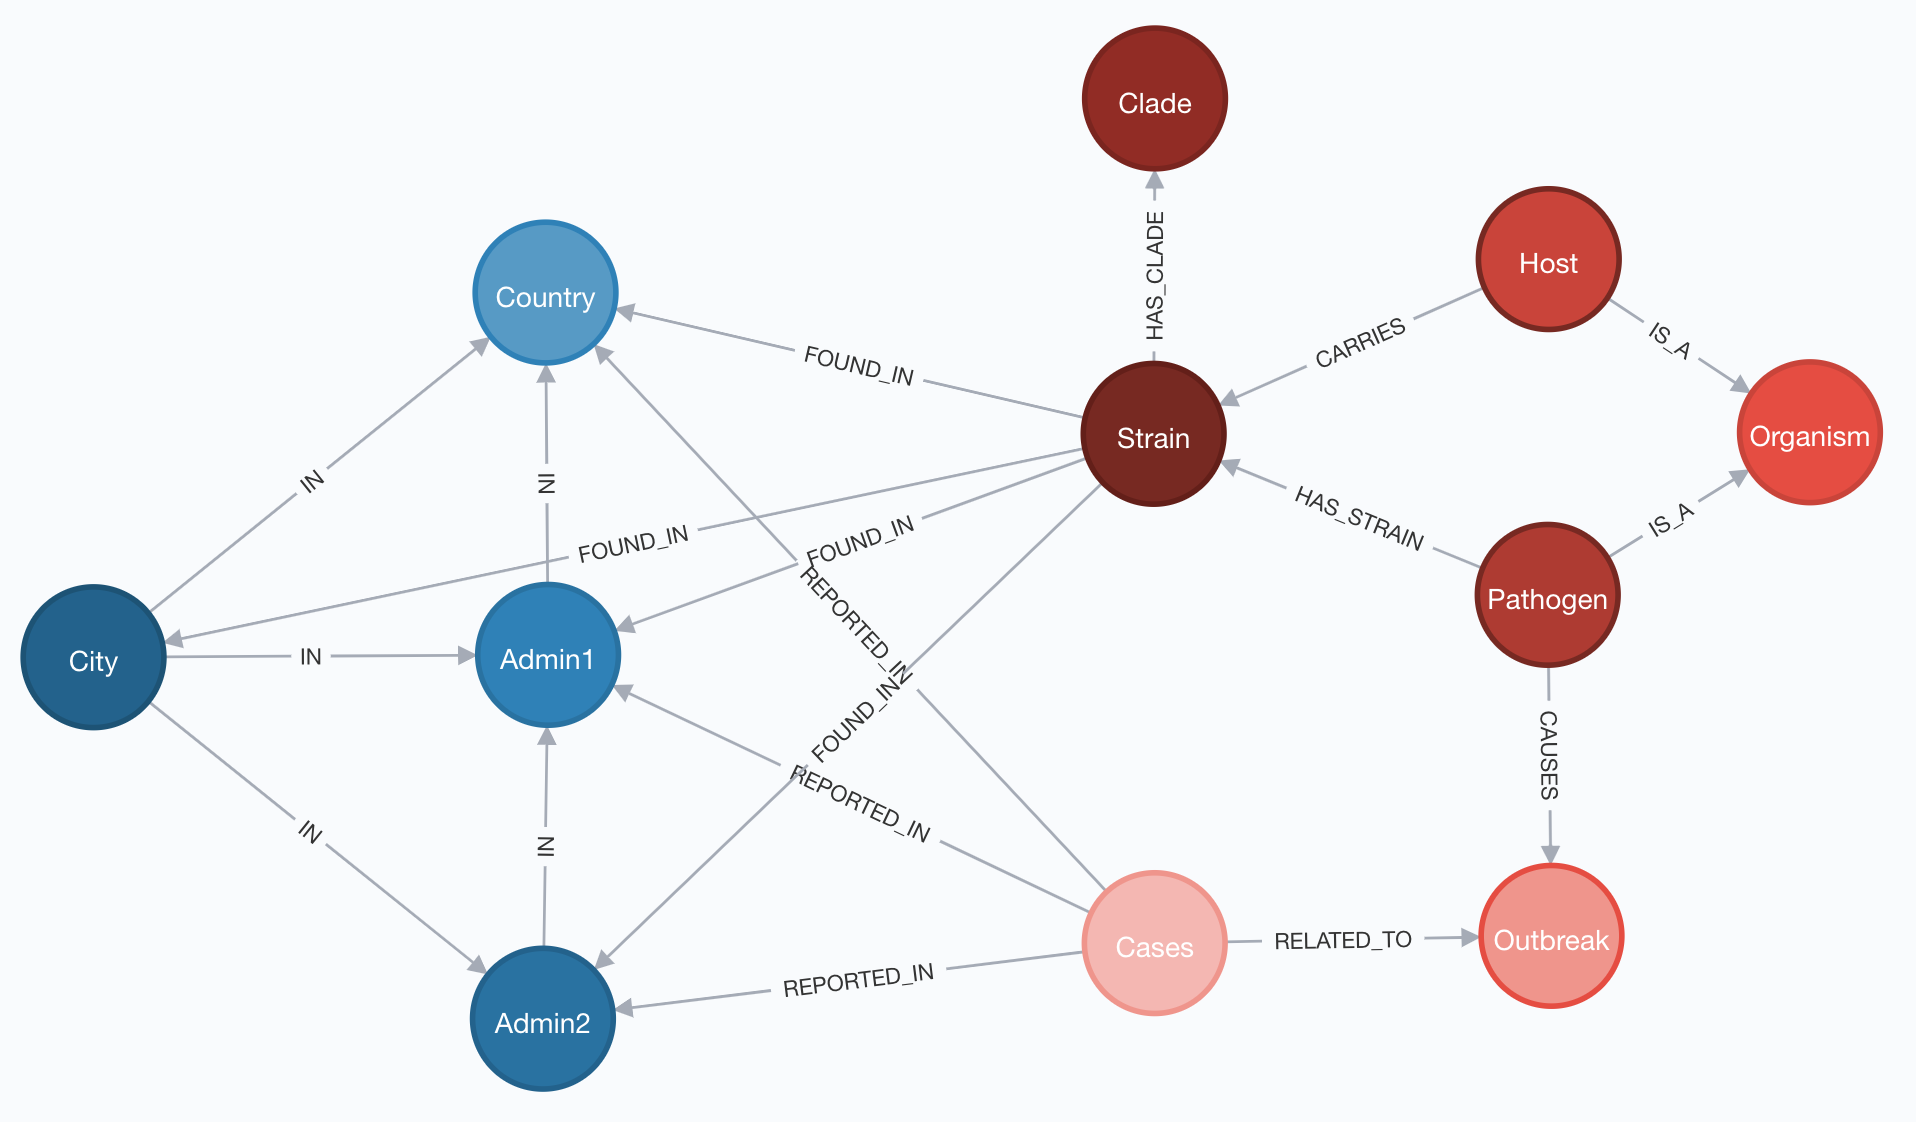 Clade
HAS_CLADE
Host
Country
CARRIES
IS_A
FOUND_IN
Strain
Organism
IN
IN
FOUND_IN
FOUND_IN
HAS_STRAIN
IS_A
REPORTED_IN
Pathogen
City
IN
Admin1
FOUND_IN
CAUSES
REPORTED_IN
IN
IN
Cases
RELATED_TO
Outbreak
REPORTED_IN
Admin2